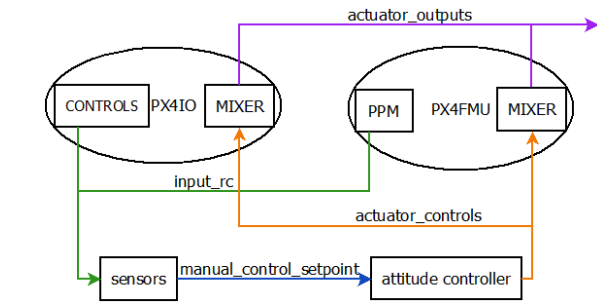 actuator_outputs
CONTROLS
PX4IO
MIXER
PPM
PX4FMU
MIXER
input_rc
actuator_controls
sensors
manual_control_setpoint
attitude controller